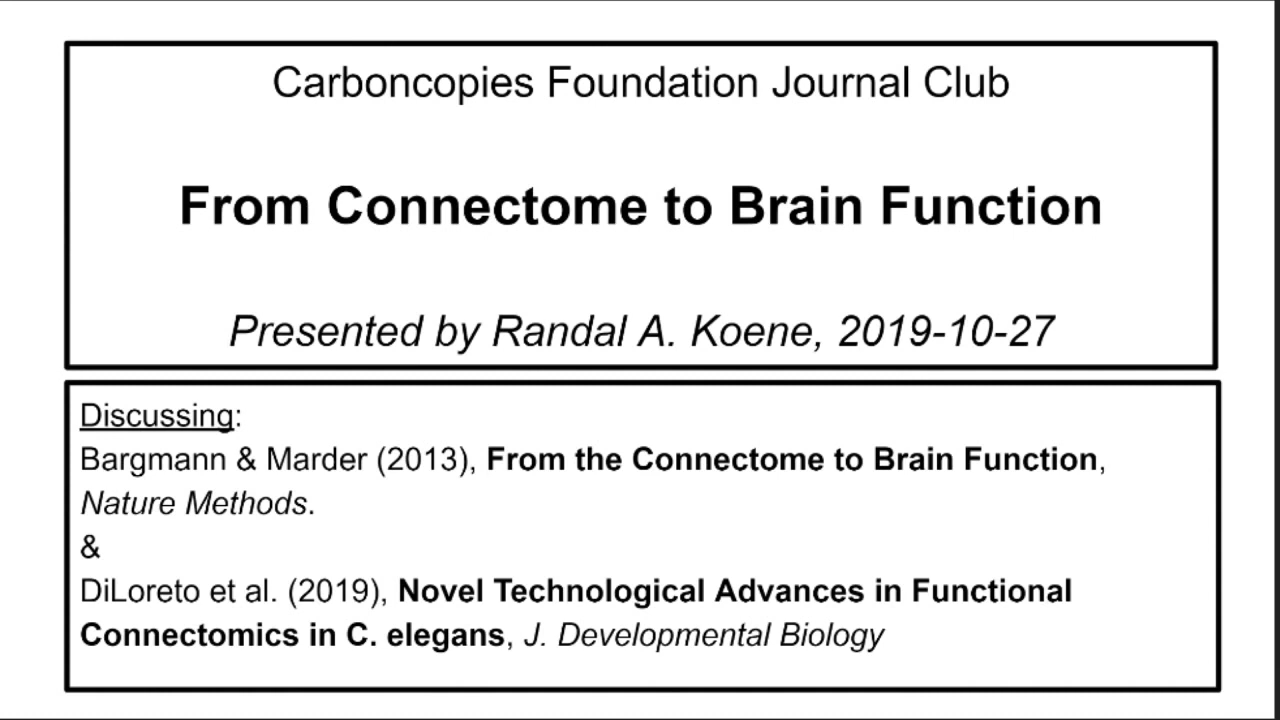 Carboncopies Foundation Journal Club
From Connectome to Brain Function
Presented by Randal A. Koene, 2019-10-27
Discussing:
Bargmann & Marder (2013), From the Connectome to Brain Function,
Nature Methods.
&
DiLoreto et al. (2019), Novel Technological Advances in Functional
Connectomics in C. elegans, J. Developmental Biology